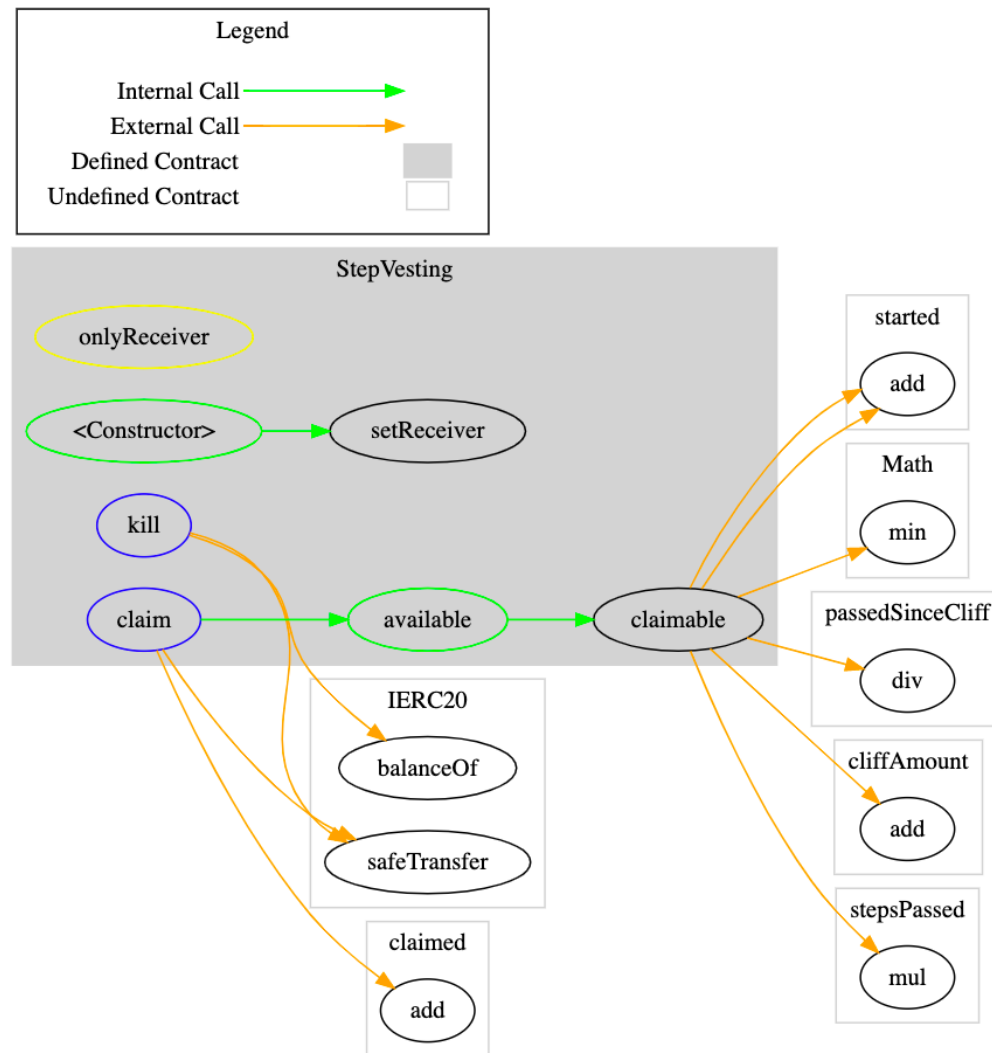 Legend
Internal Call
External Call
Defined Contract
Undefined Contract
StepVesting
onlyReceiver
<Constructor>
setReceiver
kill
claim
available
claimable
started
add
Math
min
passedSinceCliff
div
IERC20
balanceOf
safeTransfer
cliffAmount
add
stepsPassed
mul
claimed
add